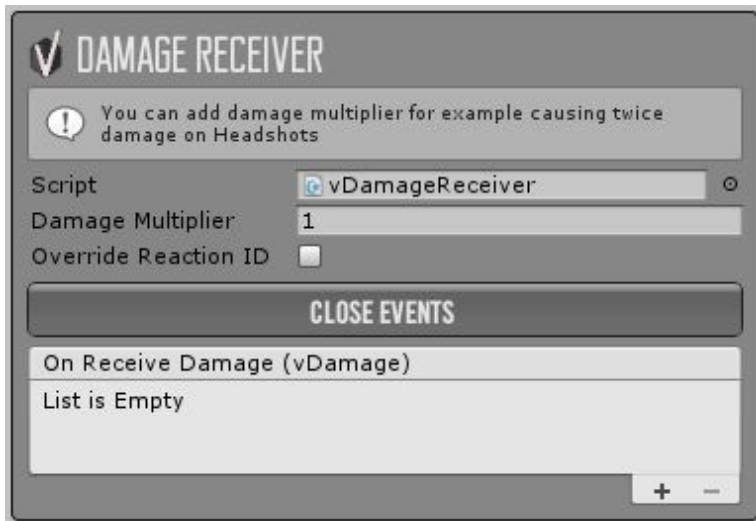 DAMAGE RECEIVER
You can add damage multiplier for example causing twice
damage on Headshots
Script vDamageReceiver
Damage Multiplier 1
Override Reaction ID
CLOSE EVENTS
On Receive Damage (vDamage)
List is Empty
+ −